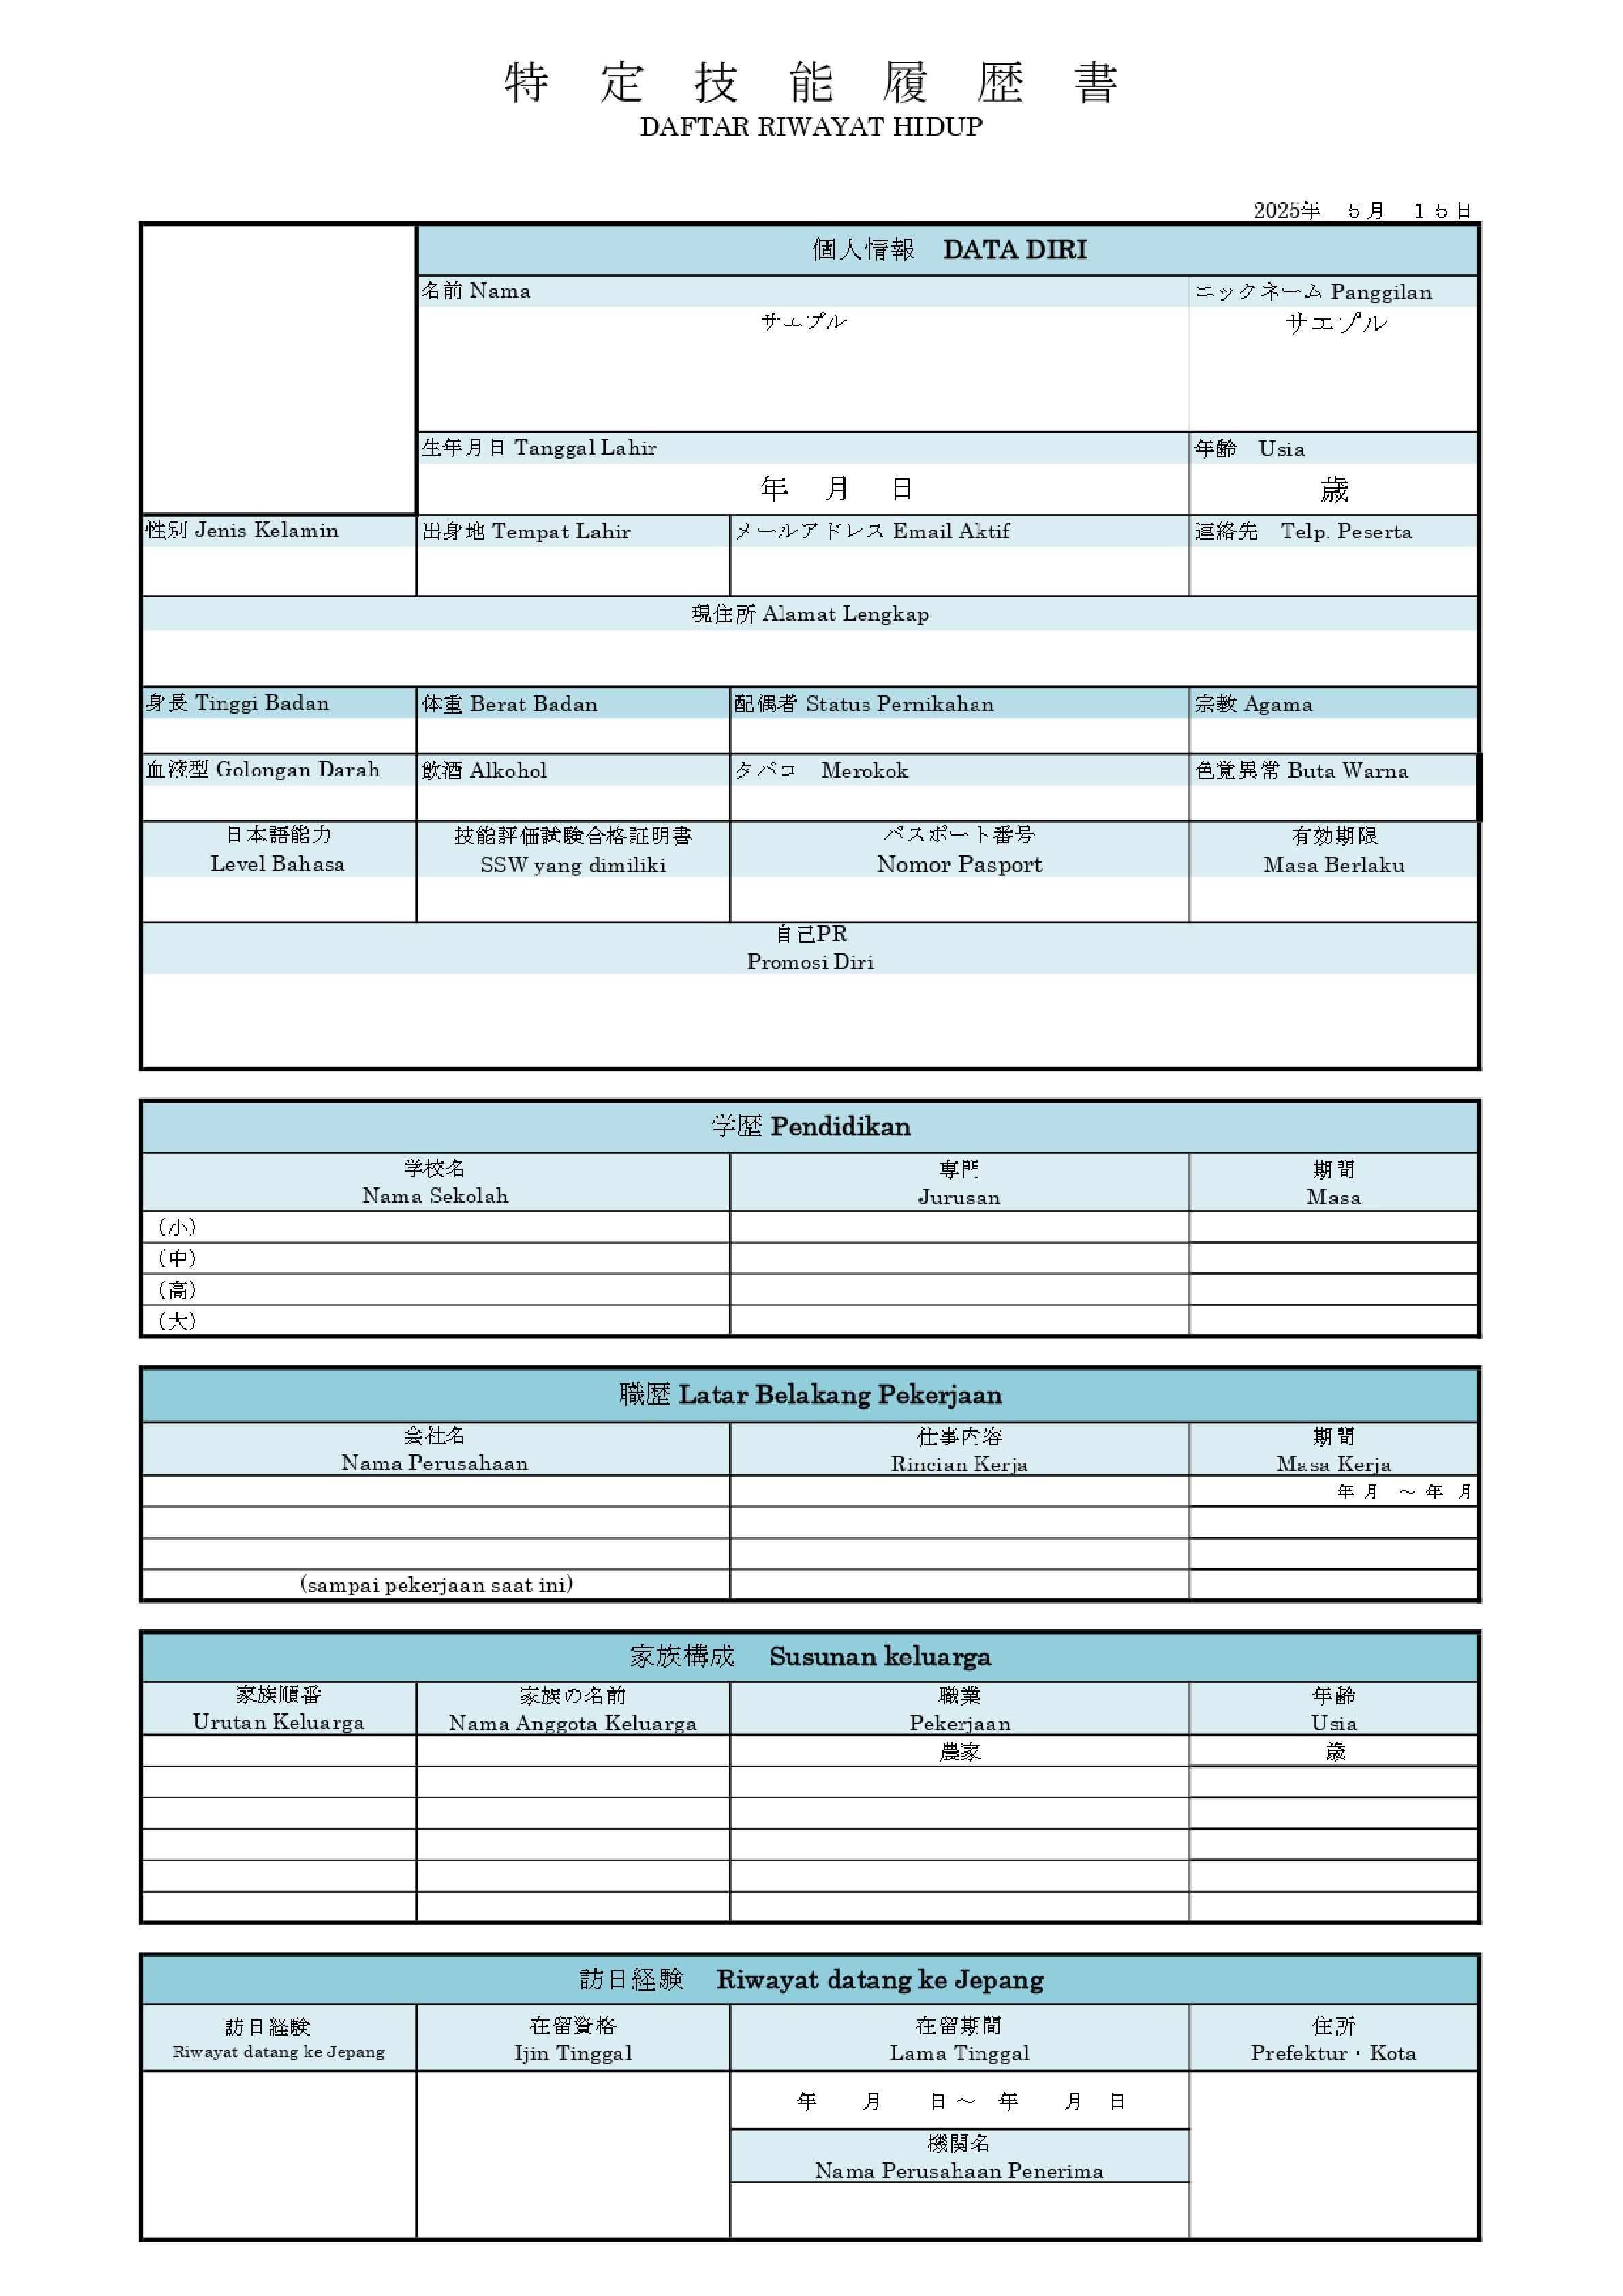 特 定 技 能 履 歴 書
DAFTAR RIWAYAT HIDUP
2025年 5月 15日
個人情報 DATA DIRI
名前 Nama
ニックネーム Panggilan
サエプル
サエプル
生年月日 Tanggal Lahir
年齢 Usia
年 月 日
歳
性別 Jenis Kelamin
出身地 Tempat Lahir
メールアドレス Email Aktif
連絡先 Telp. Peserta
現住所 Alamat Lengkap
身長 Tinggi Badan
体重 Berat Badan
配偶者 Status Pernikahan
宗教 Agama
血液型 Golongan Darah
飲酒 Alkohol
タバコ Merokok
色覚異常 Buta Warna
日本語能力
Level Bahasa
技能評価試験合格証明書
SSW yang dimiliki
パスポート番号
Nomor Pasport
有効期限
Masa Berlaku
自己PR
Promosi Diri
学歴 Pendidikan
学校名
Nama Sekolah
専門
Jurusan
期間
Masa
（小）
（中）
（高）
（大）
職歴 Latar Belakang Pekerjaan
会社名
Nama Perusahaan
仕事内容
Rincian Kerja
期間
Masa Kerja
年 月 ～ 年 月
(sampai pekerjaan saat ini)
家族構成 Susunan keluarga
家族順番
Urutan Keluarga
家族の名前
Nama Anggota Keluarga
職業
Pekerjaan
年齢
Usia
農家
歳
訪日経験 Riwayat datang ke Jepang
訪日経験
Riwayat datang ke Jepang
在留資格
Ijin Tinggal
在留期間
Lama Tinggal
住所
Prefektur・Kota
年 月 日～ 年 月 日
機関名
Nama Perusahaan Penerima